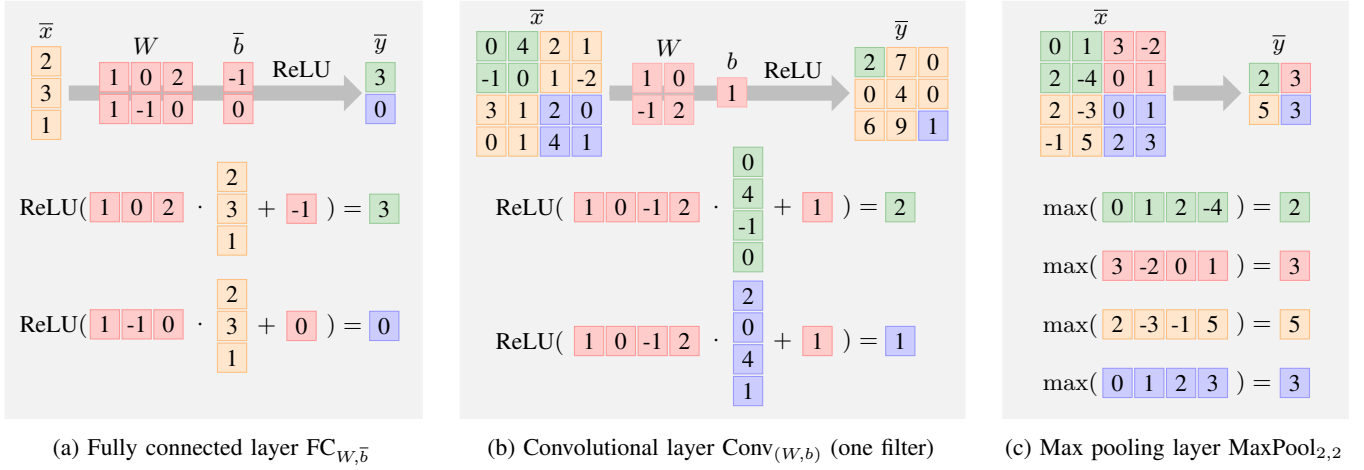 x̅
2
3
1
W
1 0 2
1 -1 0
b̅
-1
0
ReLU
y̅
3
0
ReLU( 1 0 2 · 2 3 1 + -1 ) = 3
ReLU( 1 -1 0 · 2 3 1 + 0 ) = 0
(a) Fully connected layer FC_{W,b̅}
x̅
0 4 2 1
-1 0 1 -2
3 1 2 0
0 1 4 1
W
1 0
-1 2
b
1
ReLU
y̅
2 7 0
0 4 0
6 9 1
ReLU( 1 0 -1 2 · 0 4 -1 0 + 1 ) = 2
ReLU( 1 0 -1 2 · 2 0 4 1 + 1 ) = 1
(b) Convolutional layer Conv_{(W,b)} (one filter)
x̅
0 1 3 -2
2 -4 0 1
2 -3 0 1
-1 5 2 3
y̅
2 3
5 3
max( 0 1 2 -4 ) = 2
max( 3 -2 0 1 ) = 3
max( 2 -3 -1 5 ) = 5
max( 0 1 2 3 ) = 3
(c) Max pooling layer MaxPool_{2,2}